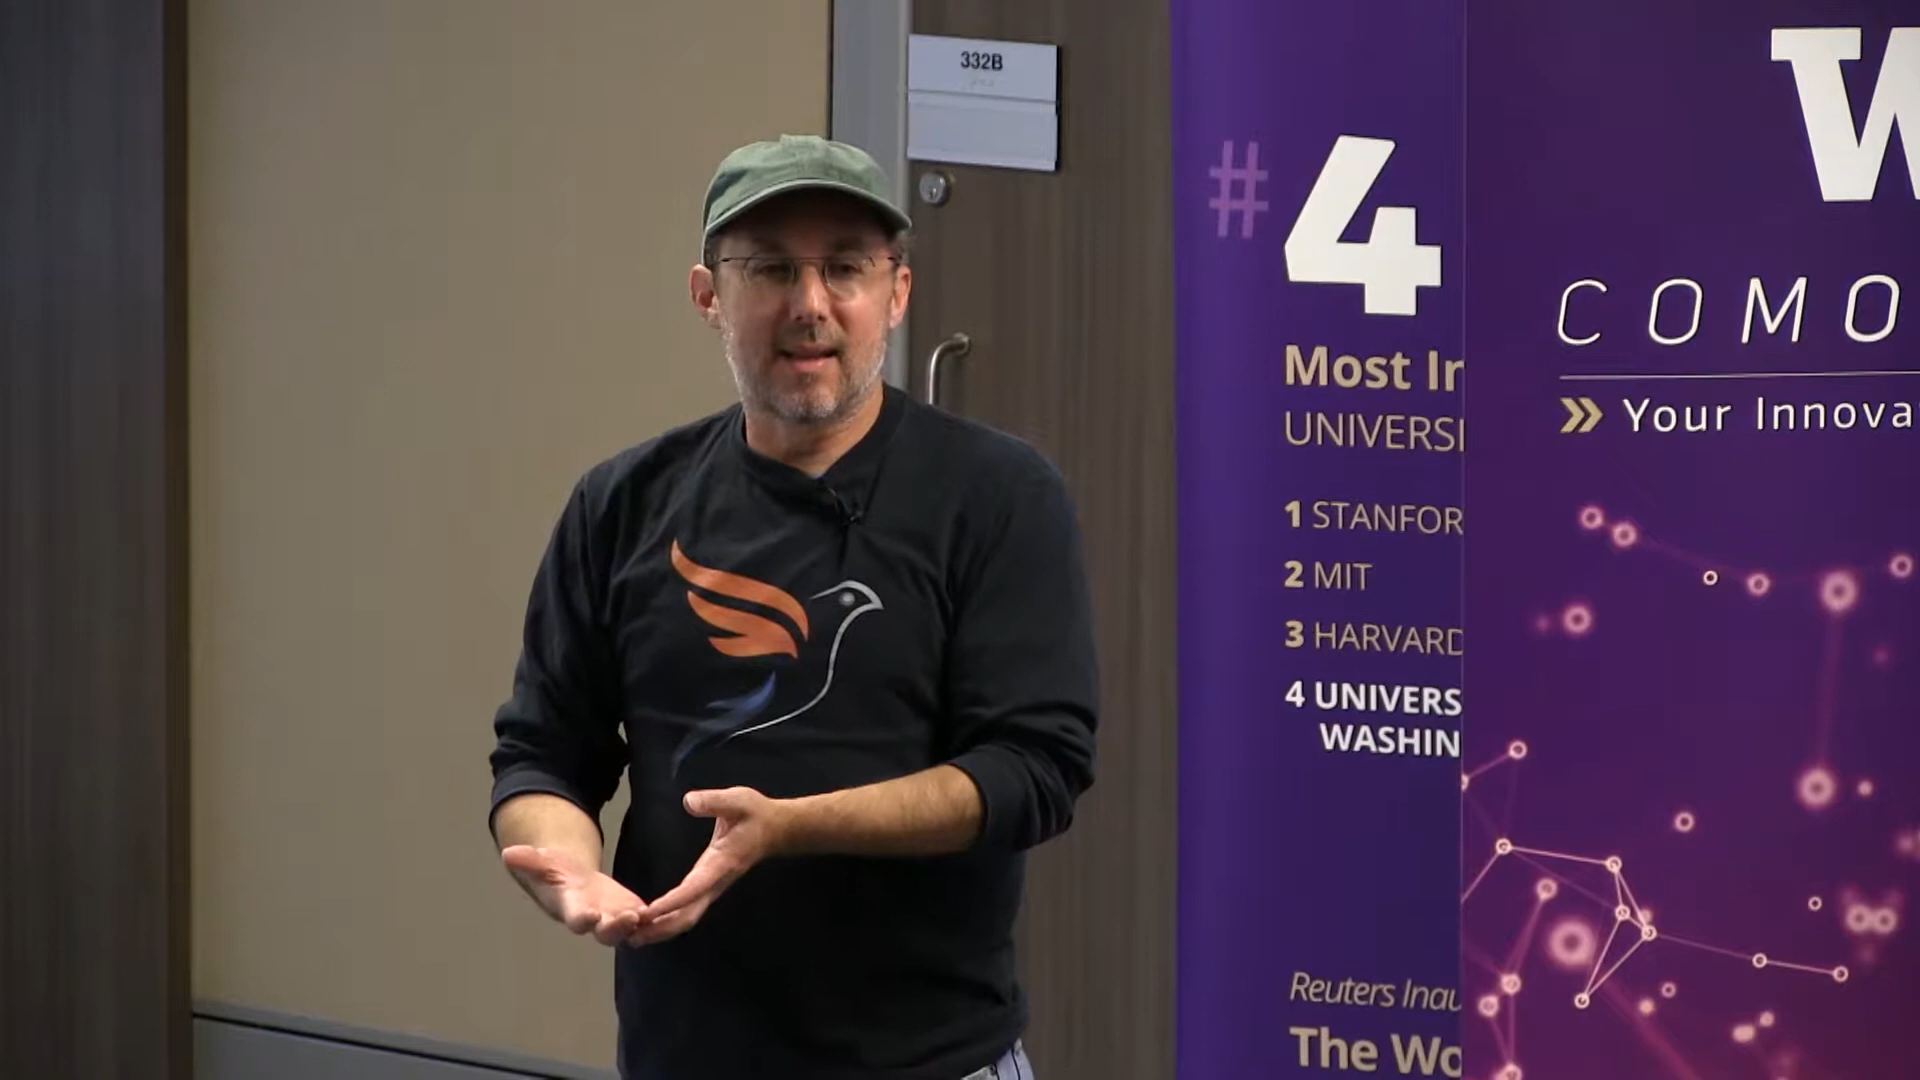 332B
#4
Most In
UNIVERSI
1 STANFOR
2 MIT
3 HARVARD
4 UNIVERS
WASHIN
Reuters Inau
The Wo
W
COMO
Your Innova